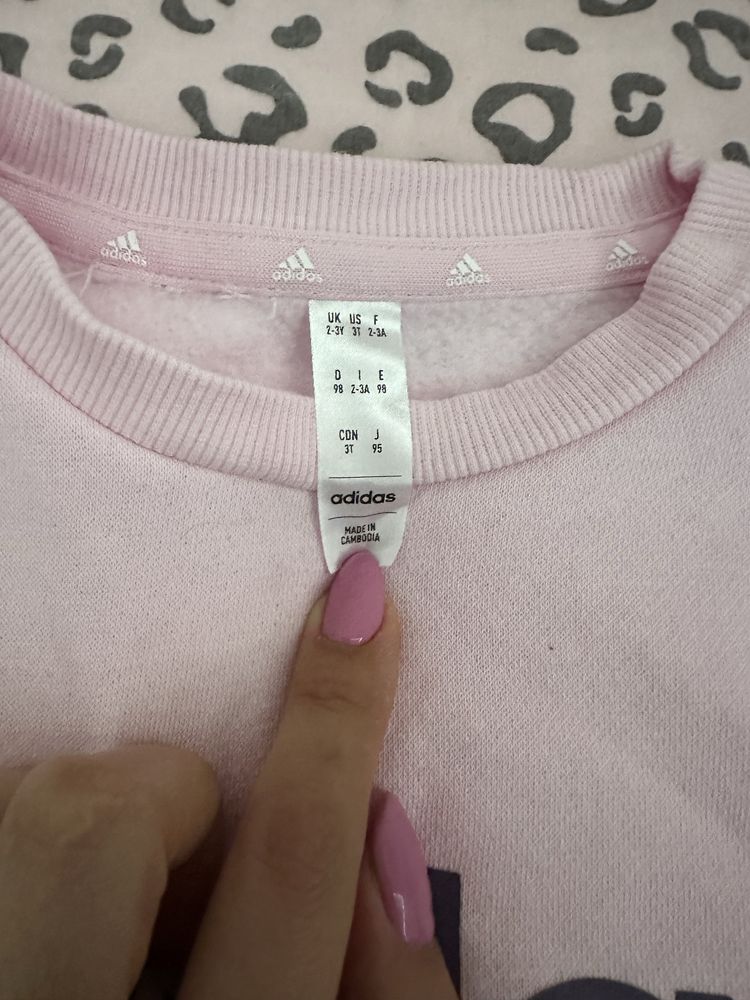 adidas
adidas
adidas
adidas
UK US F
2-3Y 3T 2-3A
D I E
98 2-3A 98
CDN J
3T 95
adidas
MADE IN
CAMBODIA